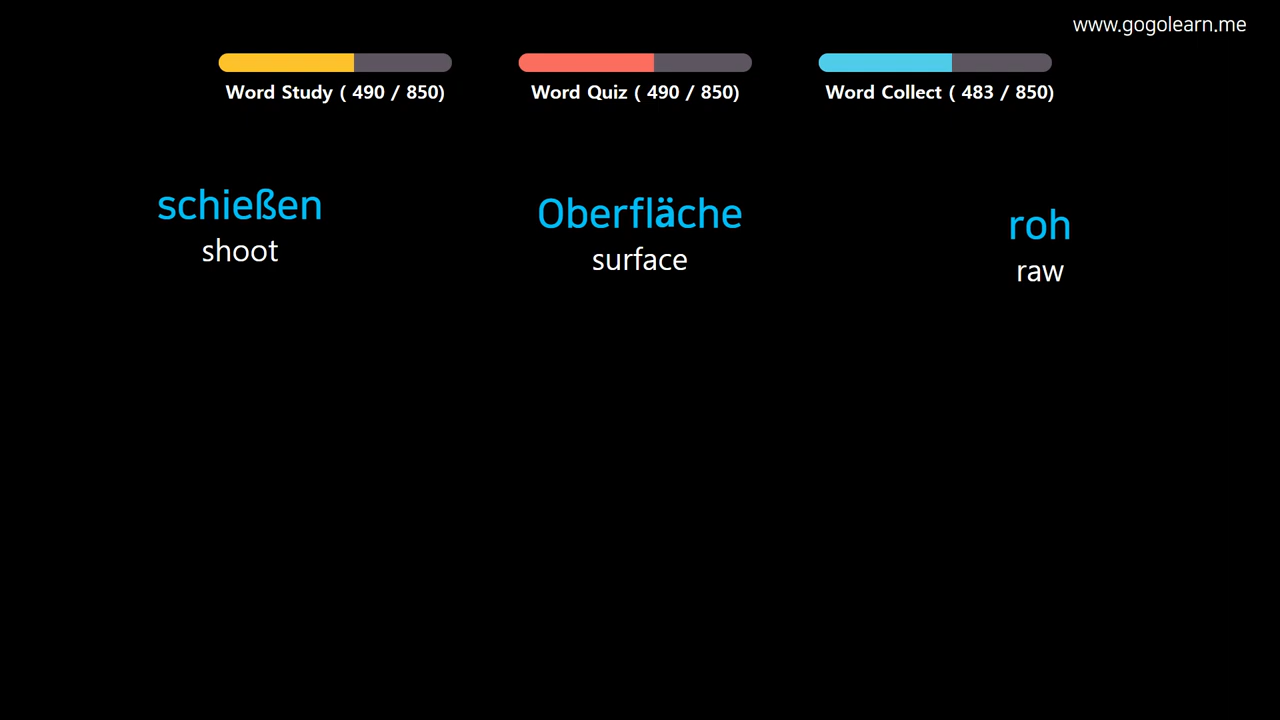 www.gogolearn.me
Word Study ( 490 / 850)
Word Quiz ( 490 / 850)
Word Collect ( 483 / 850)
schießen
shoot
Oberfläche
surface
roh
raw